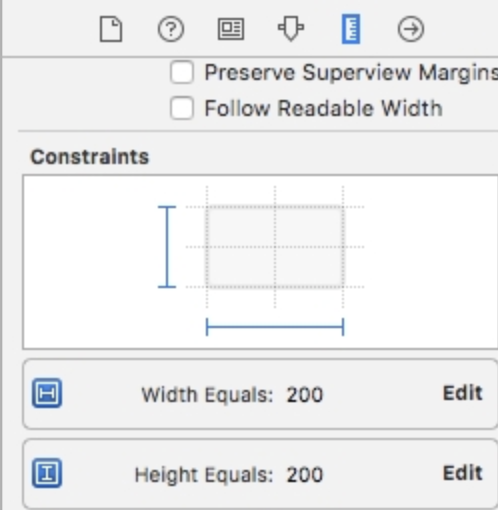 Preserve Superview Margins
Follow Readable Width
Constraints
Width Equals: 200 Edit
Height Equals: 200 Edit